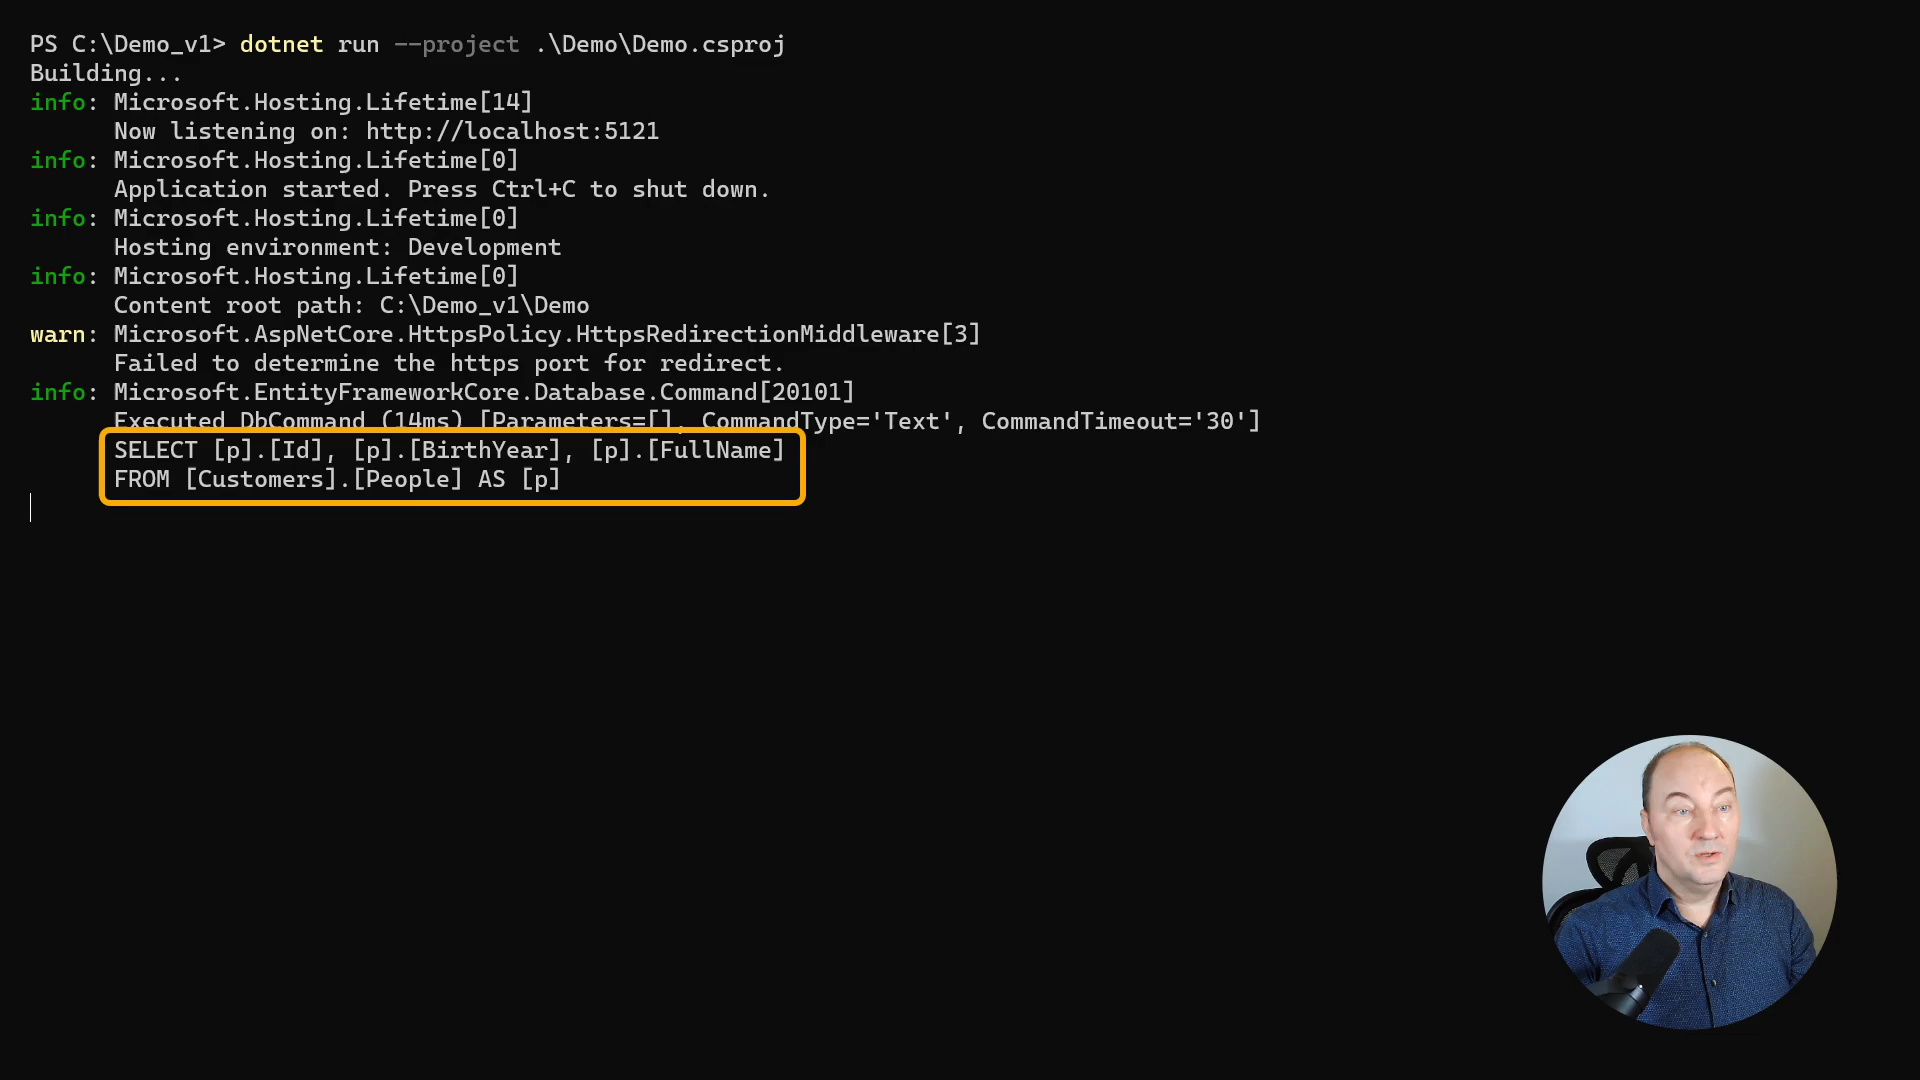 PS C:\Demo_v1> dotnet run --project .\Demo\Demo.csproj
Building...
info: Microsoft.Hosting.Lifetime[14]
Now listening on: http://localhost:5121
info: Microsoft.Hosting.Lifetime[0]
Application started. Press Ctrl+C to shut down.
info: Microsoft.Hosting.Lifetime[0]
Hosting environment: Development
info: Microsoft.Hosting.Lifetime[0]
Content root path: C:\Demo_v1\Demo
warn: Microsoft.AspNetCore.HttpsPolicy.HttpsRedirectionMiddleware[3]
Failed to determine the https port for redirect.
info: Microsoft.EntityFrameworkCore.Database.Command[20101]
Executed DbCommand (14ms) [Parameters=[], CommandType='Text', CommandTimeout='30']
SELECT [p].[Id], [p].[BirthYear], [p].[FullName]
FROM [Customers].[People] AS [p]